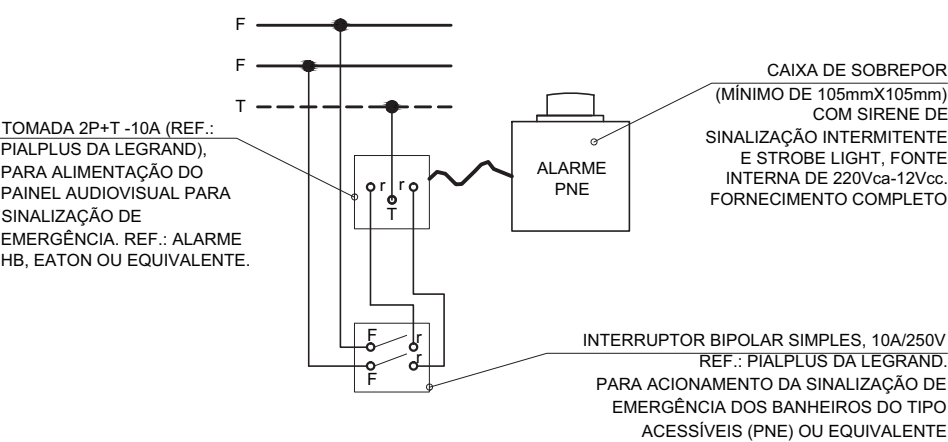 F
F
T
TOMADA 2P+T -10A (REF.:
PIALPLUS DA LEGRAND),
PARA ALIMENTAÇÃO DO
PAINEL AUDIOVISUAL PARA
SINALIZAÇÃO DE
EMERGÊNCIA. REF.: ALARME
HB, EATON OU EQUIVALENTE.
r r
T
ALARME
PNE
CAIXA DE SOBREPOR
(MÍNIMO DE 105mmX105mm)
COM SIRENE DE
SINALIZAÇÃO INTERMITENTE
E STROBE LIGHT, FONTE
INTERNA DE 220Vca-12Vcc.
FORNECIMENTO COMPLETO
F r
r
F
INTERRUPTOR BIPOLAR SIMPLES, 10A/250V
REF.: PIALPLUS DA LEGRAND.
PARA ACIONAMENTO DA SINALIZAÇÃO DE
EMERGÊNCIA DOS BANHEIROS DO TIPO
ACESSÍVEIS (PNE) OU EQUIVALENTE